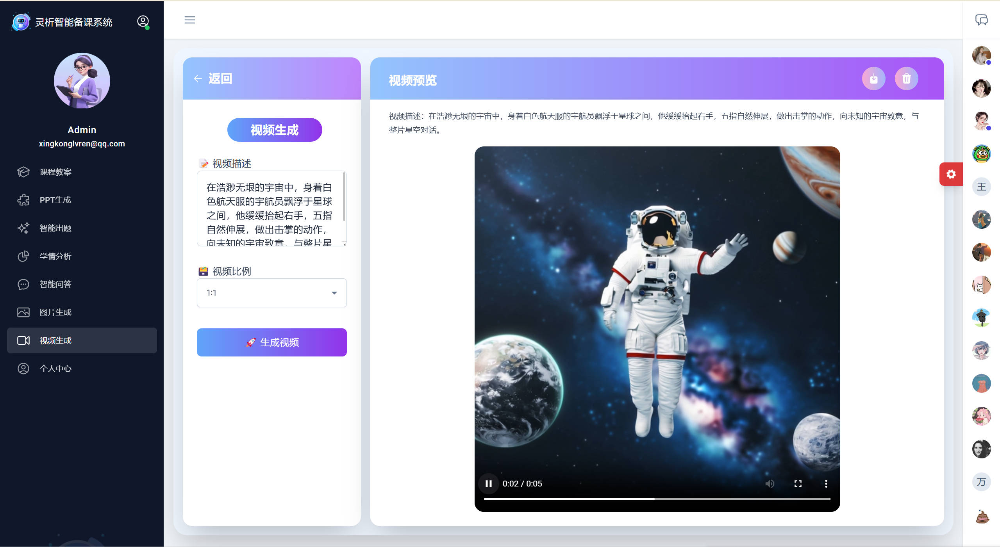 灵析智能备课系统
Admin
xingkonglvren@qq.com
课程教案
PPT生成
智能出题
学情分析
智能问答
图片生成
视频生成
个人中心
返回
视频生成
视频描述
在浩渺无垠的宇宙中，身着白
色航天服的宇航员飘浮于星球
之间，他缓缓抬起右手，五指
自然伸展，做出击掌的动作，
向未知的宇宙致意，与整片星
视频比例
1:1
生成视频
视频预览
视频描述：在浩渺无垠的宇宙中，身着白色航天服的宇航员飘浮于星球之间，他缓缓抬起右手，五指自然伸展，做出击掌的动作，向未知的宇宙致意，与
整片星空对话。
0:02 / 0:05
王
万